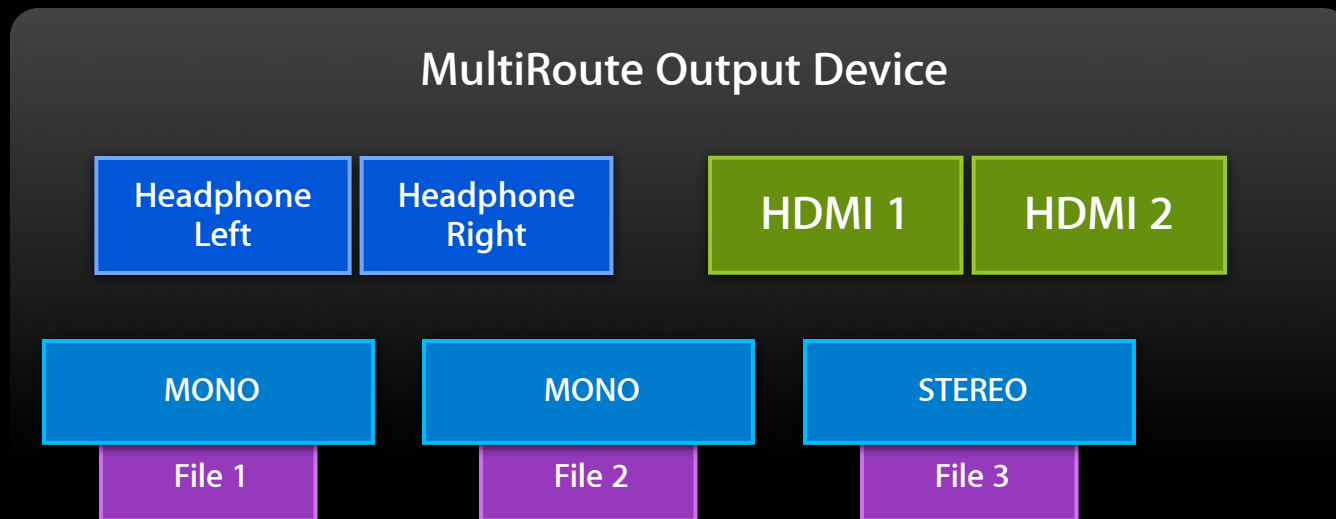 MultiRoute Output Device
Headphone
Left
Headphone
Right
HDMI 1
HDMI 2
MONO
MONO
STEREO
File 1
File 2
File 3